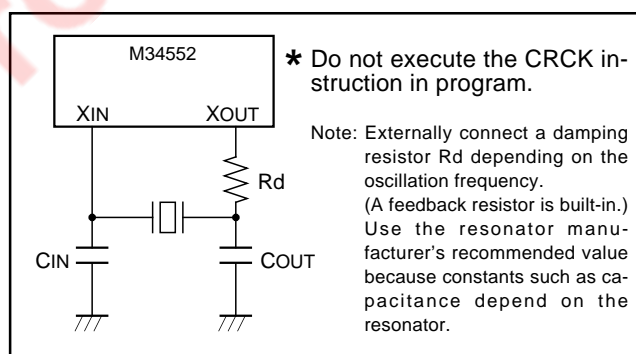 M34552
XIN
XOUT
Rd
CIN
COUT
* Do not execute the CRCK in-
struction in program.
Note: Externally connect a damping
resistor Rd depending on the
oscillation frequency.
(A feedback resistor is built-in.)
Use the resonator manu-
facturer's recommended value
because constants such as ca-
pacitance depend on the
resonator.